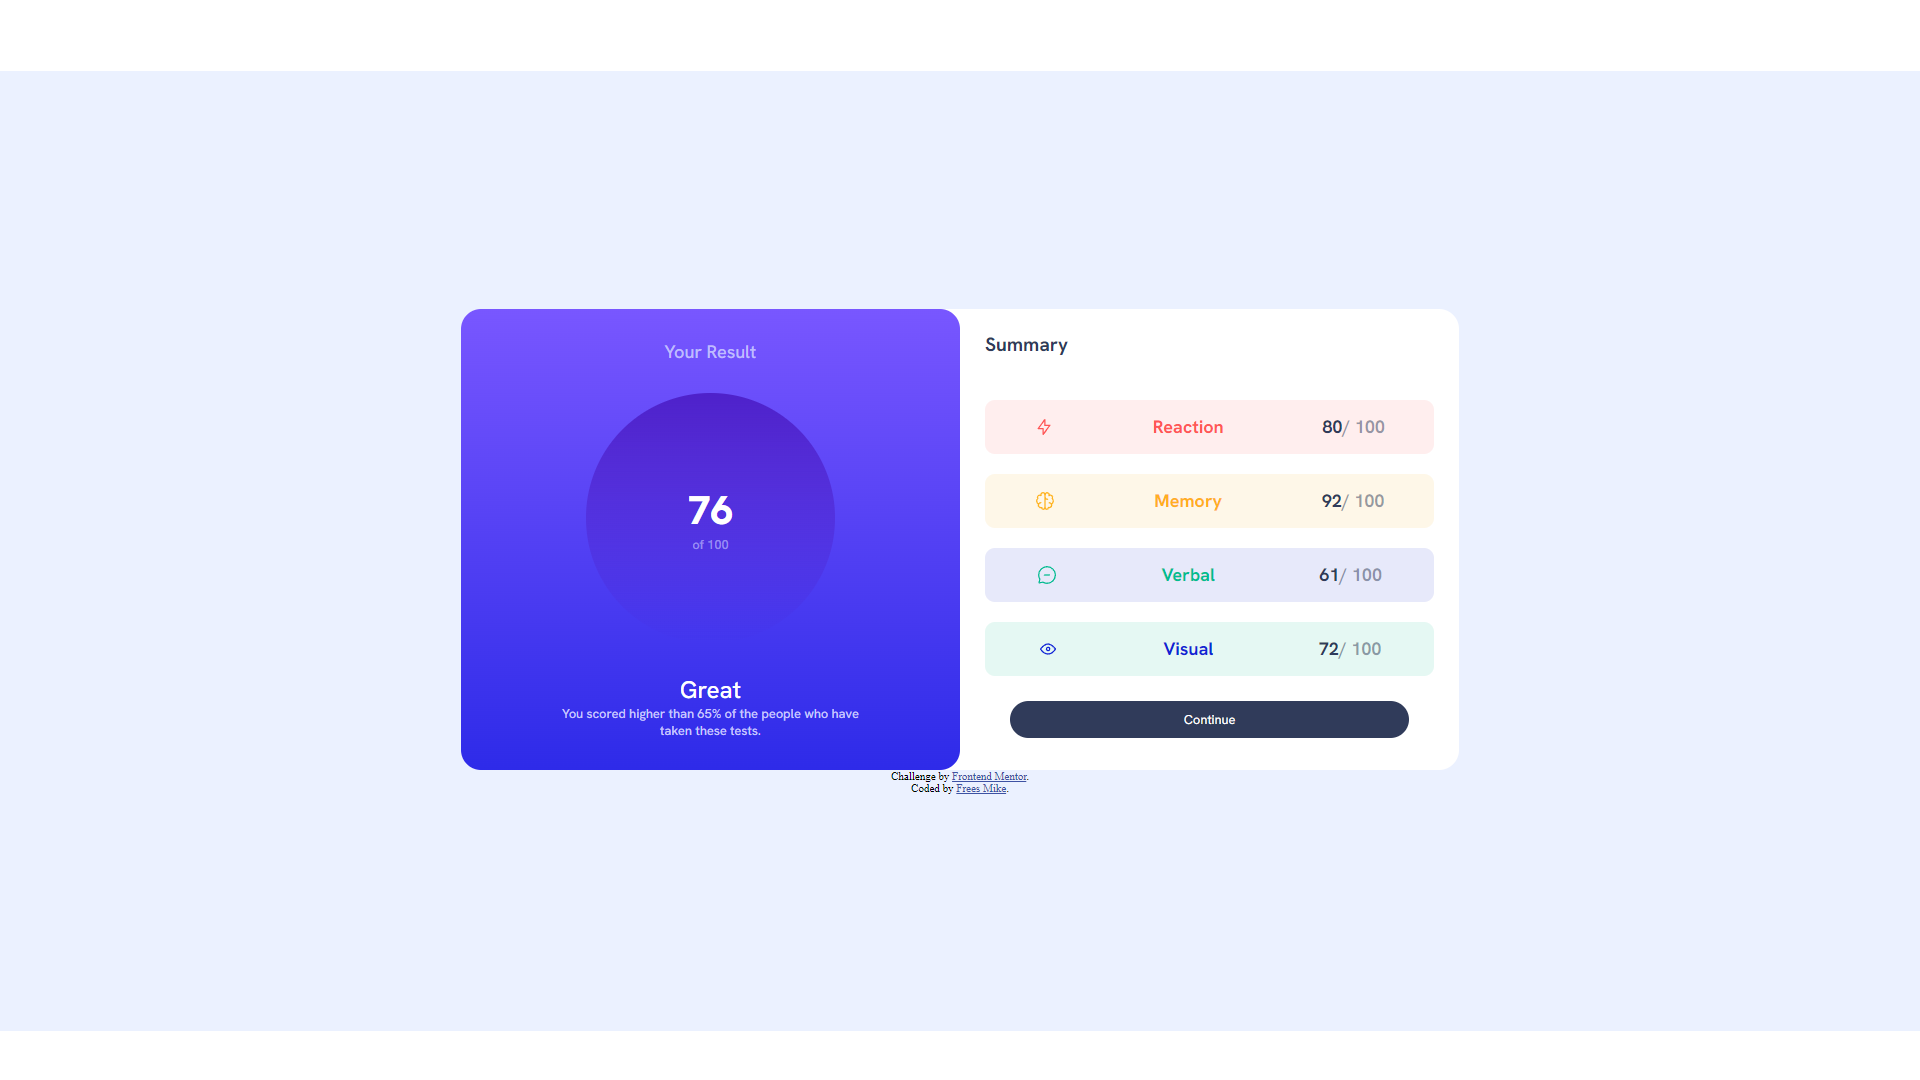 Your Result
76
of 100
Great
You scored higher than 65% of the people who have
taken these tests.
Summary
Reaction 80/ 100
Memory 92/ 100
Verbal 61/ 100
Visual 72/ 100
Continue
Challenge by Frontend Mentor.
Coded by Frees Mike.